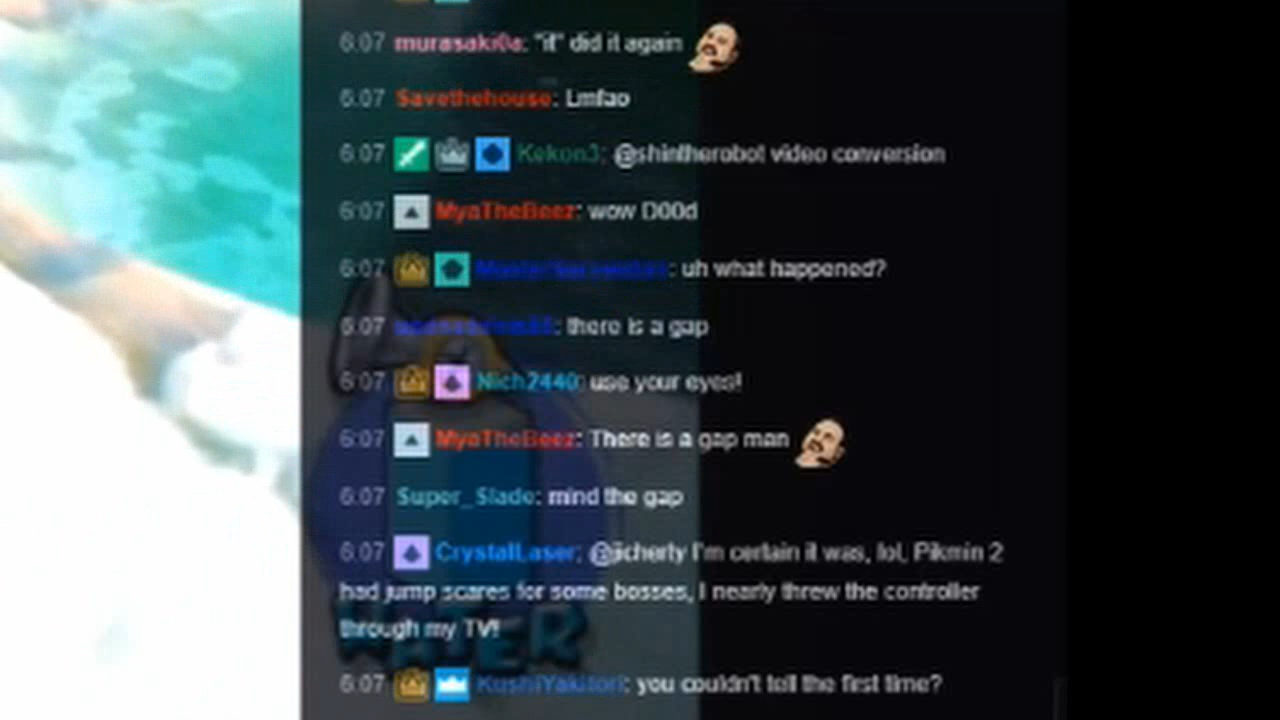 6:07 murasaki0a: "it" did it again
6:07 Savethehouse: Lmfao
6:07 Kekon3: @shintherobot video conversion
6:07 MyaTheBeez: wow D00d
6:07 : uh what happened?
6:07 : there is a gap
6:07 Nich2440: use your eyes!
6:07 MyaTheBeez: There is a gap man
6:07 Super_Slade: mind the gap
6:07 CrystalLaser: @jicherly I'm certain it was, lol, Pikmin 2
had jump scares for some bosses, I nearly threw the controller
through my TV!
WATER
6:07 KushiYakitori: you couldn't tell the first time?